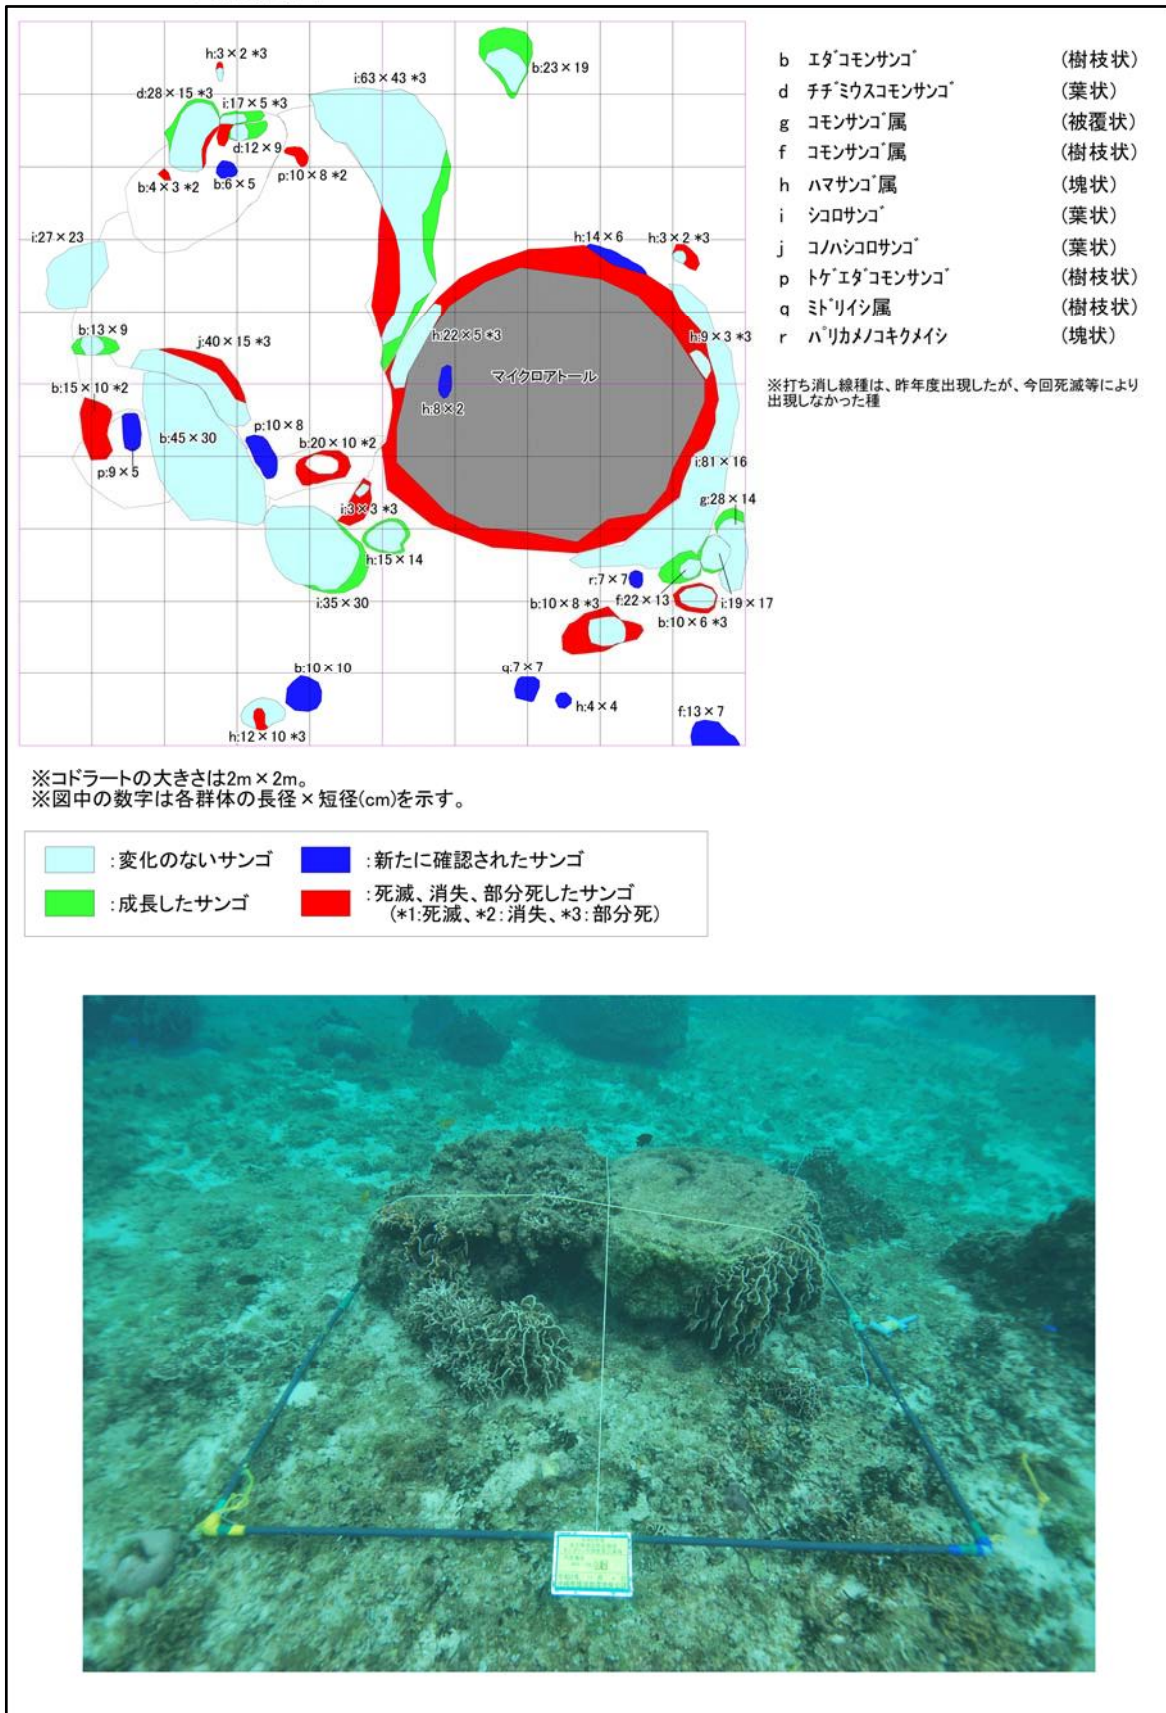 h:3×2 *3
i:63×43 *3
b:23×19
d:28×15 *3
i:17×5 *3
d:12×9
p:10×8 *2
b:4×3 *2
b:6×5
i:27×23
h:14×6
h:3×2 *3
b:13×9
j:40×15 *3
h:22×5 *3
h:9×3 *3
マイクロアトール
b:15×10 *2
h:8×2
p:10×8
b:45×30
b:20×10 *2
p:9×5
i:81×16
i:3×3 *3
g:28×14
h:15×14
r:7×7
i:35×30
b:10×8 *3
f:22×13
i:19×17
b:10×6 *3
b:10×10
q:7×7
h:4×4
f:13×7
h:12×10 *3
b エダコモンサンゴ (樹枝状)
d チヂミウスコモンサンゴ (葉状)
g コモンサンゴ属 (被覆状)
f コモンサンゴ属 (樹枝状)
h ハマサンゴ属 (塊状)
i シコロサンゴ (葉状)
j コノハシコロサンゴ (葉状)
p トゲエダコモンサンゴ (樹枝状)
q ミドリイシ属 (樹枝状)
r パリカメノコキクメイシ (塊状)
※打ち消し線種は、昨年度出現したが、今回死滅等により
出現しなかった種
※コドラートの大きさは2m×2m。
※図中の数字は各群体の長径×短径(cm)を示す。
:変化のないサンゴ
:新たに確認されたサンゴ
:成長したサンゴ
:死滅、消失、部分死したサンゴ
(*1:死滅、*2:消失、*3:部分死)